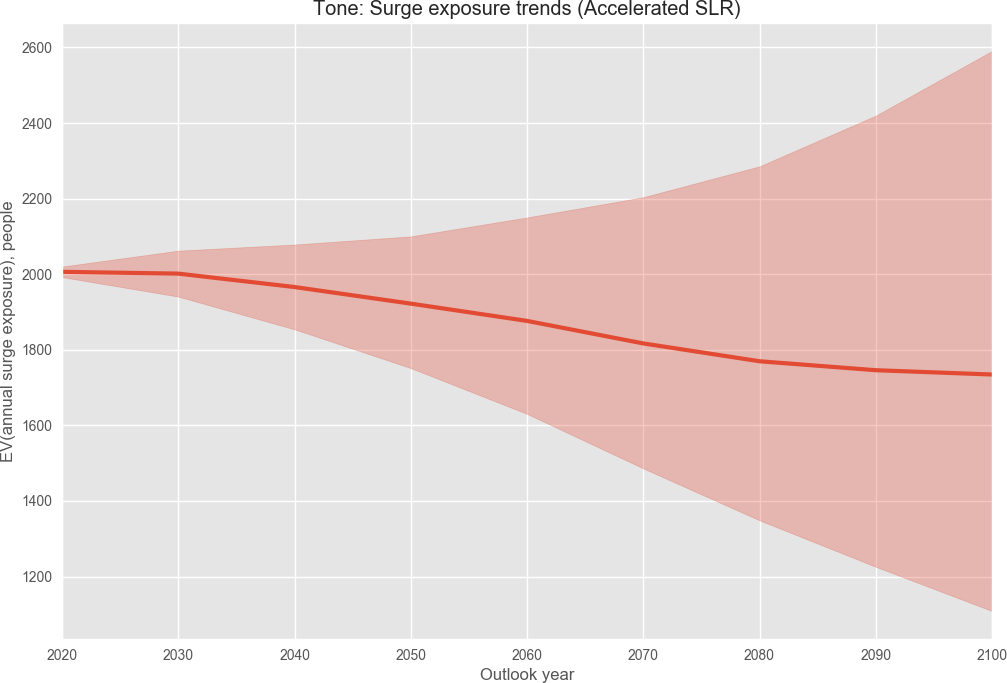 Tone: Surge exposure trends (Accelerated SLR)
EV(annual surge exposure), people
2600
2400
2200
2000
1800
1600
1400
1200
2020 2030 2040 2050 2060 2070 2080 2090 2100
Outlook year